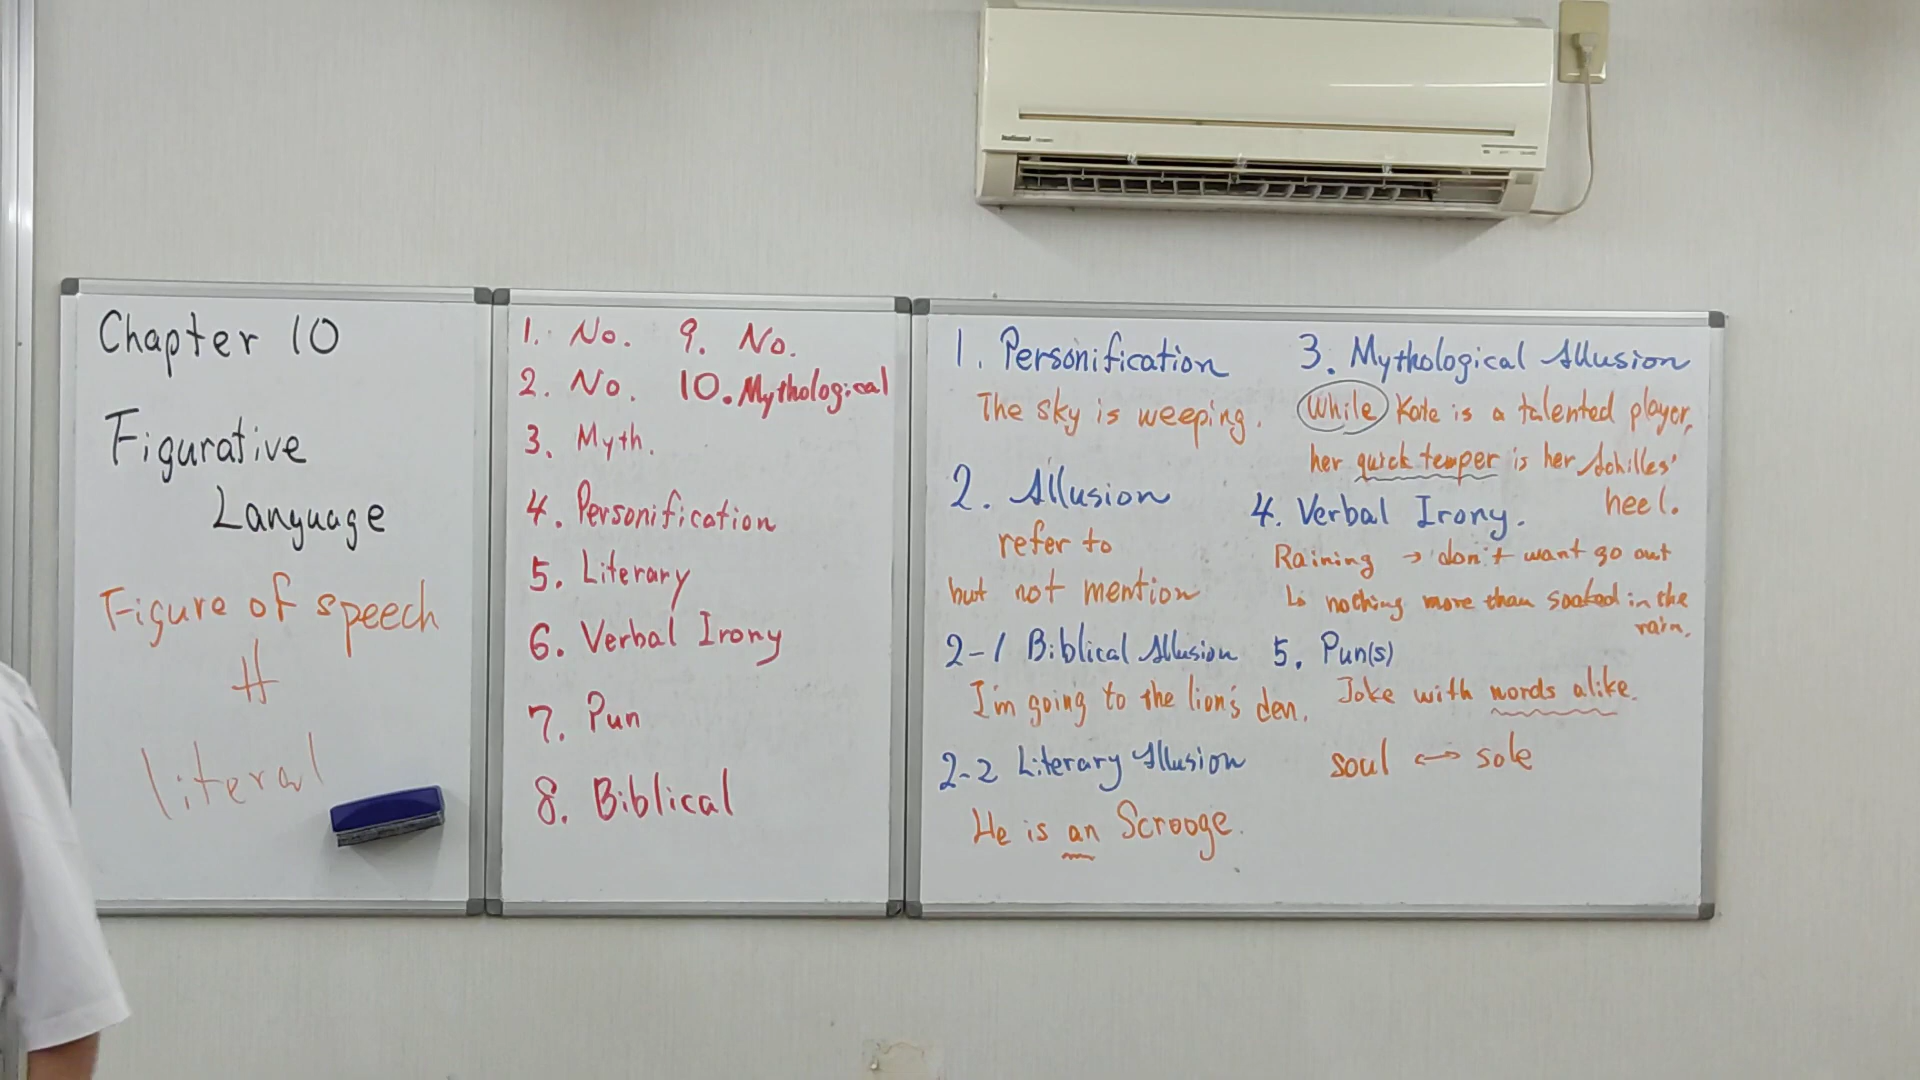 National
Chapter 10
Figurative
Language
Figure of speech
≠
literal
1. No.
2. No.
3. Myth.
4. Personification
5. Literary
6. Verbal Irony
7. Pun
8. Biblical
9. No.
10. Mythological
1. Personification
The sky is weeping.
2. Allusion
refer to
but not mention
2-1 Biblical Allusion
I'm going to the lion's den.
2-2 Literary Allusion
He is an Scrooge.
3. Mythological Allusion
While Kate is a talented player,
her quick temper is her Achilles'
heel.
4. Verbal Irony.
Raining → don't want go out
↳ nothing more than soaked in the
rain.
5. Pun(s)
Joke with words alike.
soul ↔ sole